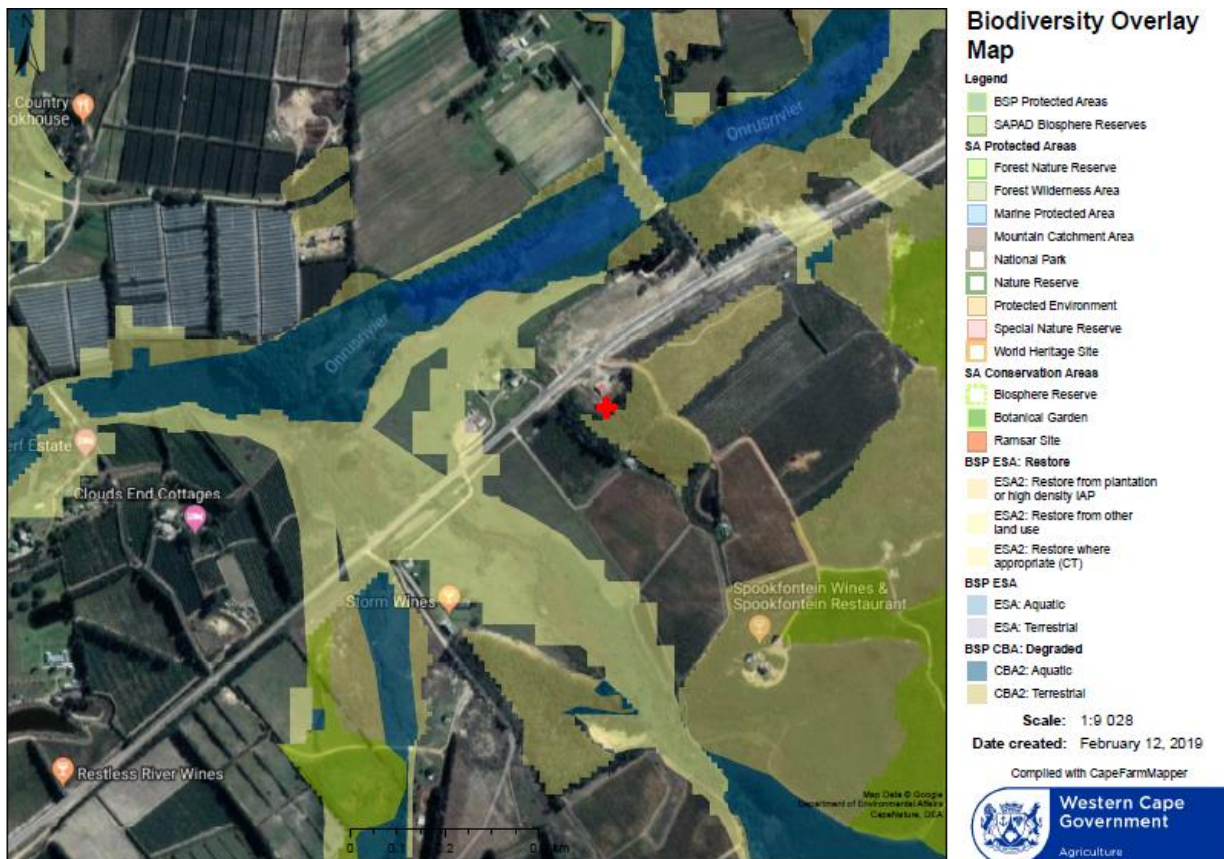 Biodiversity Overlay
Map
Legend
BSP Protected Areas
SAPAD Biosphere Reserves
SA Protected Areas
Forest Nature Reserve
Forest Wilderness Area
Marine Protected Area
Mountain Catchment Area
National Park
Nature Reserve
Protected Environment
Special Nature Reserve
World Heritage Site
SA Conservation Areas
Biosphere Reserve
Botanical Garden
Ramsar Site
BSP ESA: Restore
ESA2: Restore from plantation
or high density IAP
ESA2: Restore from other
land use
ESA2: Restore where
appropriate (CT)
BSP ESA
ESA: Aquatic
ESA: Terrestrial
BSP CBA: Degraded
CBA2: Aquatic
CBA2: Terrestrial
Scale: 1:9 028
Date created: February 12, 2019
Compiled with CapeFarmMapper
Western Cape
Government
Agriculture
Country
Onrusrivier
Onrusrivier
Estate
Clouds End Cottages
Storm Wines
Spookfontein Wines &
Spookfontein Restaurant
Restless River Wines
Map Data © Google
Department of Environmental Affairs
CapeNature, DEA
0 0.1 0.2 km